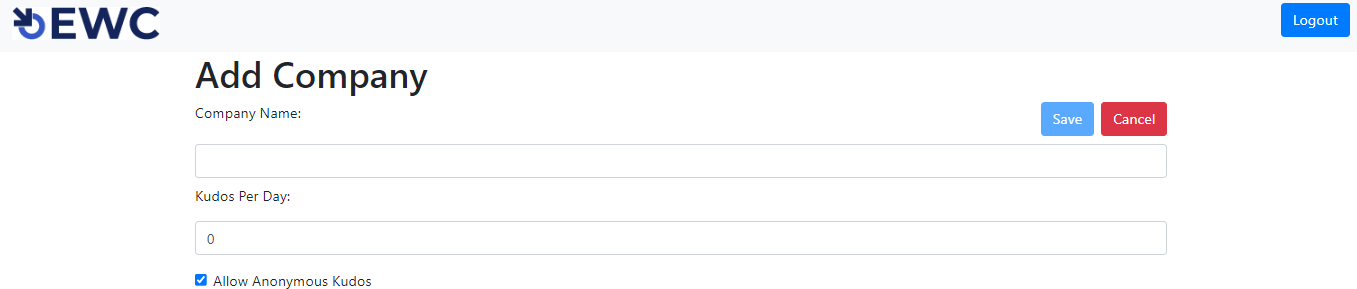 EWC
Logout
Add Company
Company Name:
Save Cancel
Kudos Per Day:
0
Allow Anonymous Kudos